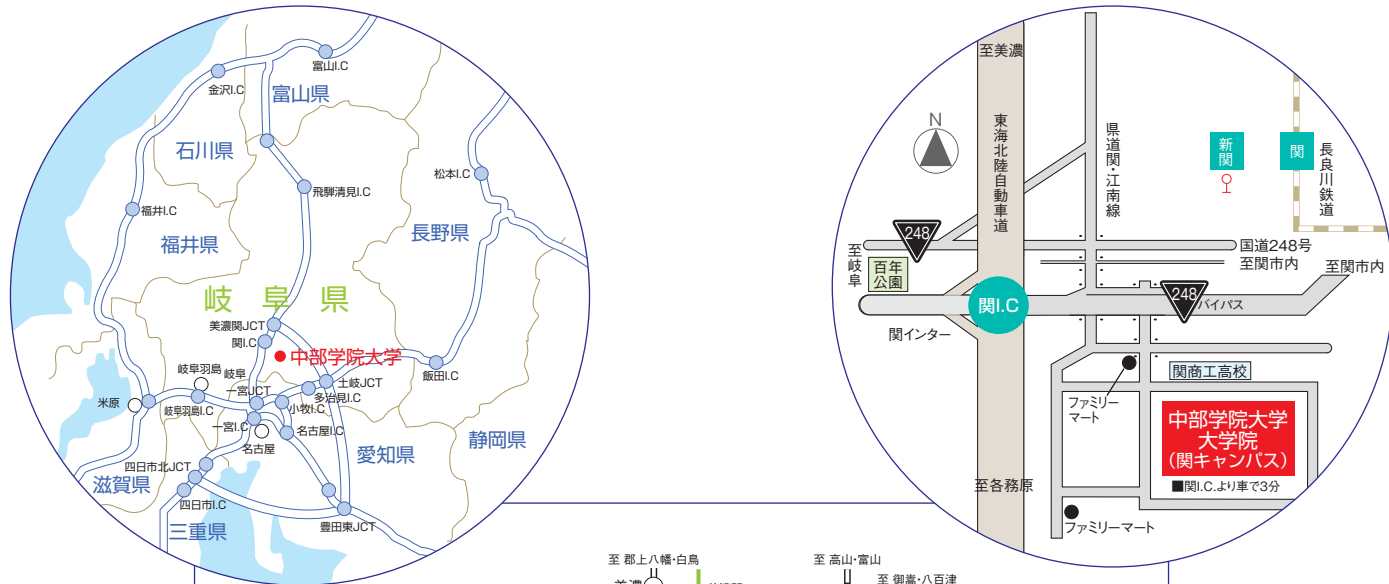 富山I.C
金沢I.C
富山県
石川県
飛騨清見I.C
松本I.C
福井I.C
福井県
長野県
岐阜県
美濃関JCT
関I.C
中部学院大学
岐阜羽島
岐阜
一宮JCT
土岐JCT
飯田I.C
多治見I.C
米原
岐阜羽島I.C
小牧I.C
一宮I.C
名古屋I.C
名古屋
愛知県
静岡県
四日市北JCT
滋賀県
四日市I.C
豊田東JCT
三重県
至美濃
N
東海北陸自動車道
県道関・江南線
新関
関
長良川鉄道
248
国道248号
至関市内
至岐阜
百年
公園
至関市内
248
バイパス
関I.C
関インター
関商工高校
ファミリー
マート
中部学院大学
大学院
(関キャンパス)
■関I.C.より車で3分
至各務原
ファミリーマート
至 郡上八幡・白鳥
至 高山・富山
至 御嵩・八百津